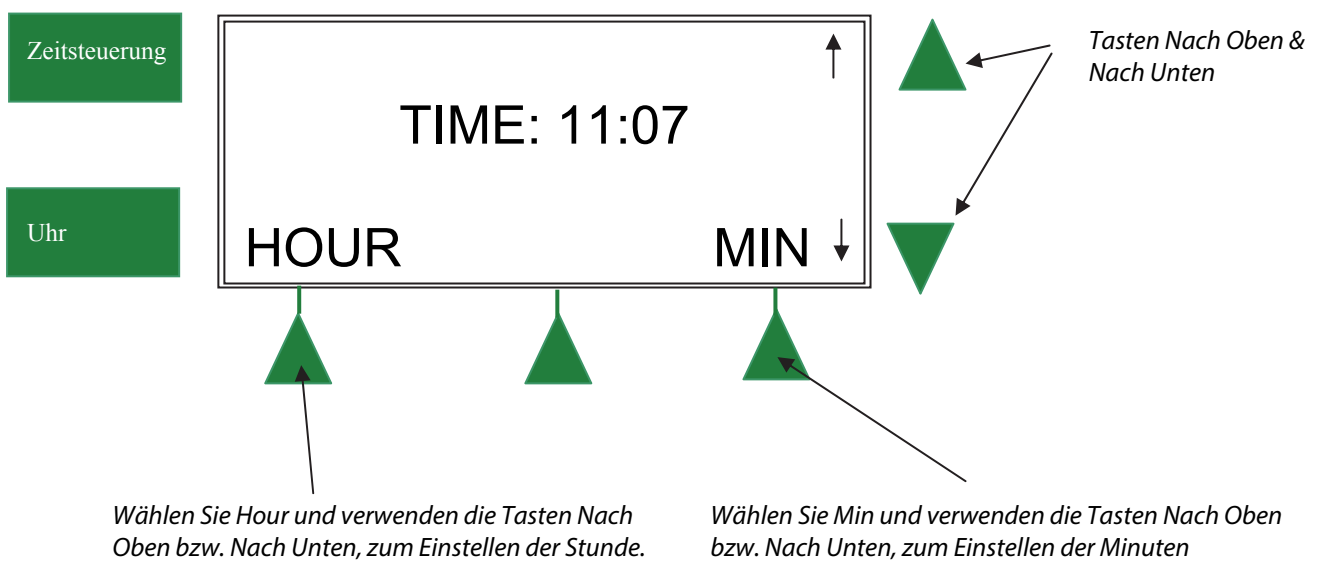 Zeitsteuerung
Tasten Nach Oben &
Nach Unten
TIME: 11:07
Uhr
HOUR
MIN
Wählen Sie Hour und verwenden die Tasten Nach
Oben bzw. Nach Unten, zum Einstellen der Stunde.
Wählen Sie Min und verwenden die Tasten Nach Oben
bzw. Nach Unten, zum Einstellen der Minuten